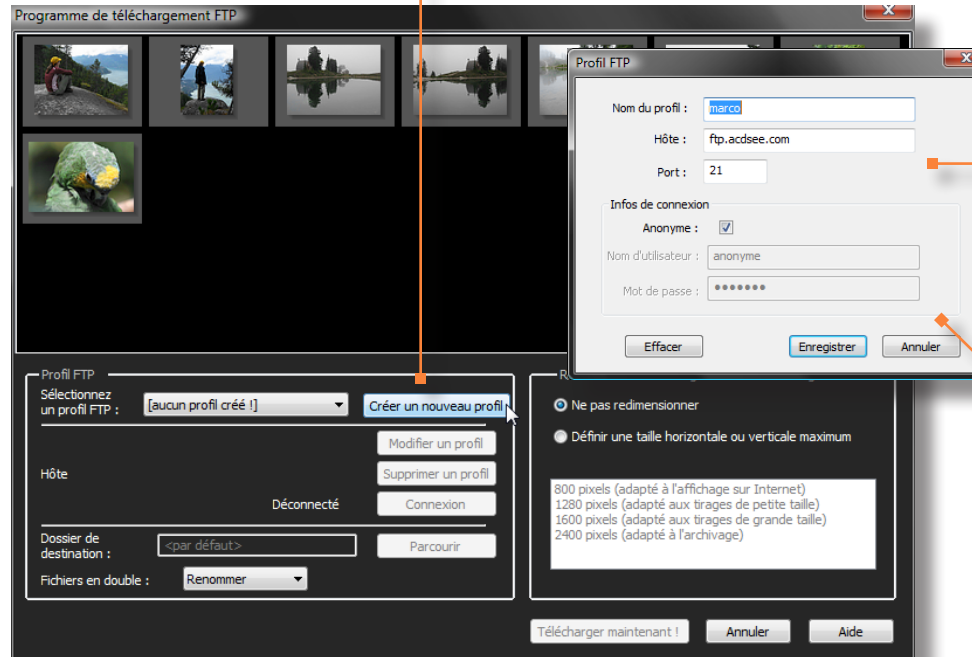 Programme de téléchargement FTP
Profil FTP
Nom du profil :
marco
Hôte :
ftp.acdsee.com
Port :
21
Infos de connexion
Anonyme :
Nom d'utilisateur :
anonyme
Mot de passe :
•••••••
Effacer
Enregistrer
Annuler
Profil FTP
Sélectionnez
un profil FTP :
[aucun profil créé !]
Créer un nouveau profil
Modifier un profil
Hôte
Supprimer un profil
Déconnecté
Connexion
Dossier de
destination :
<par défaut>
Parcourir
Fichiers en double :
Renommer
Ne pas redimensionner
Définir une taille horizontale ou verticale maximum
800 pixels (adapté à l'affichage sur Internet)
1280 pixels (adapté aux tirages de petite taille)
1600 pixels (adapté aux tirages de grande taille)
2400 pixels (adapté à l'archivage)
Télécharger maintenant !
Annuler
Aide